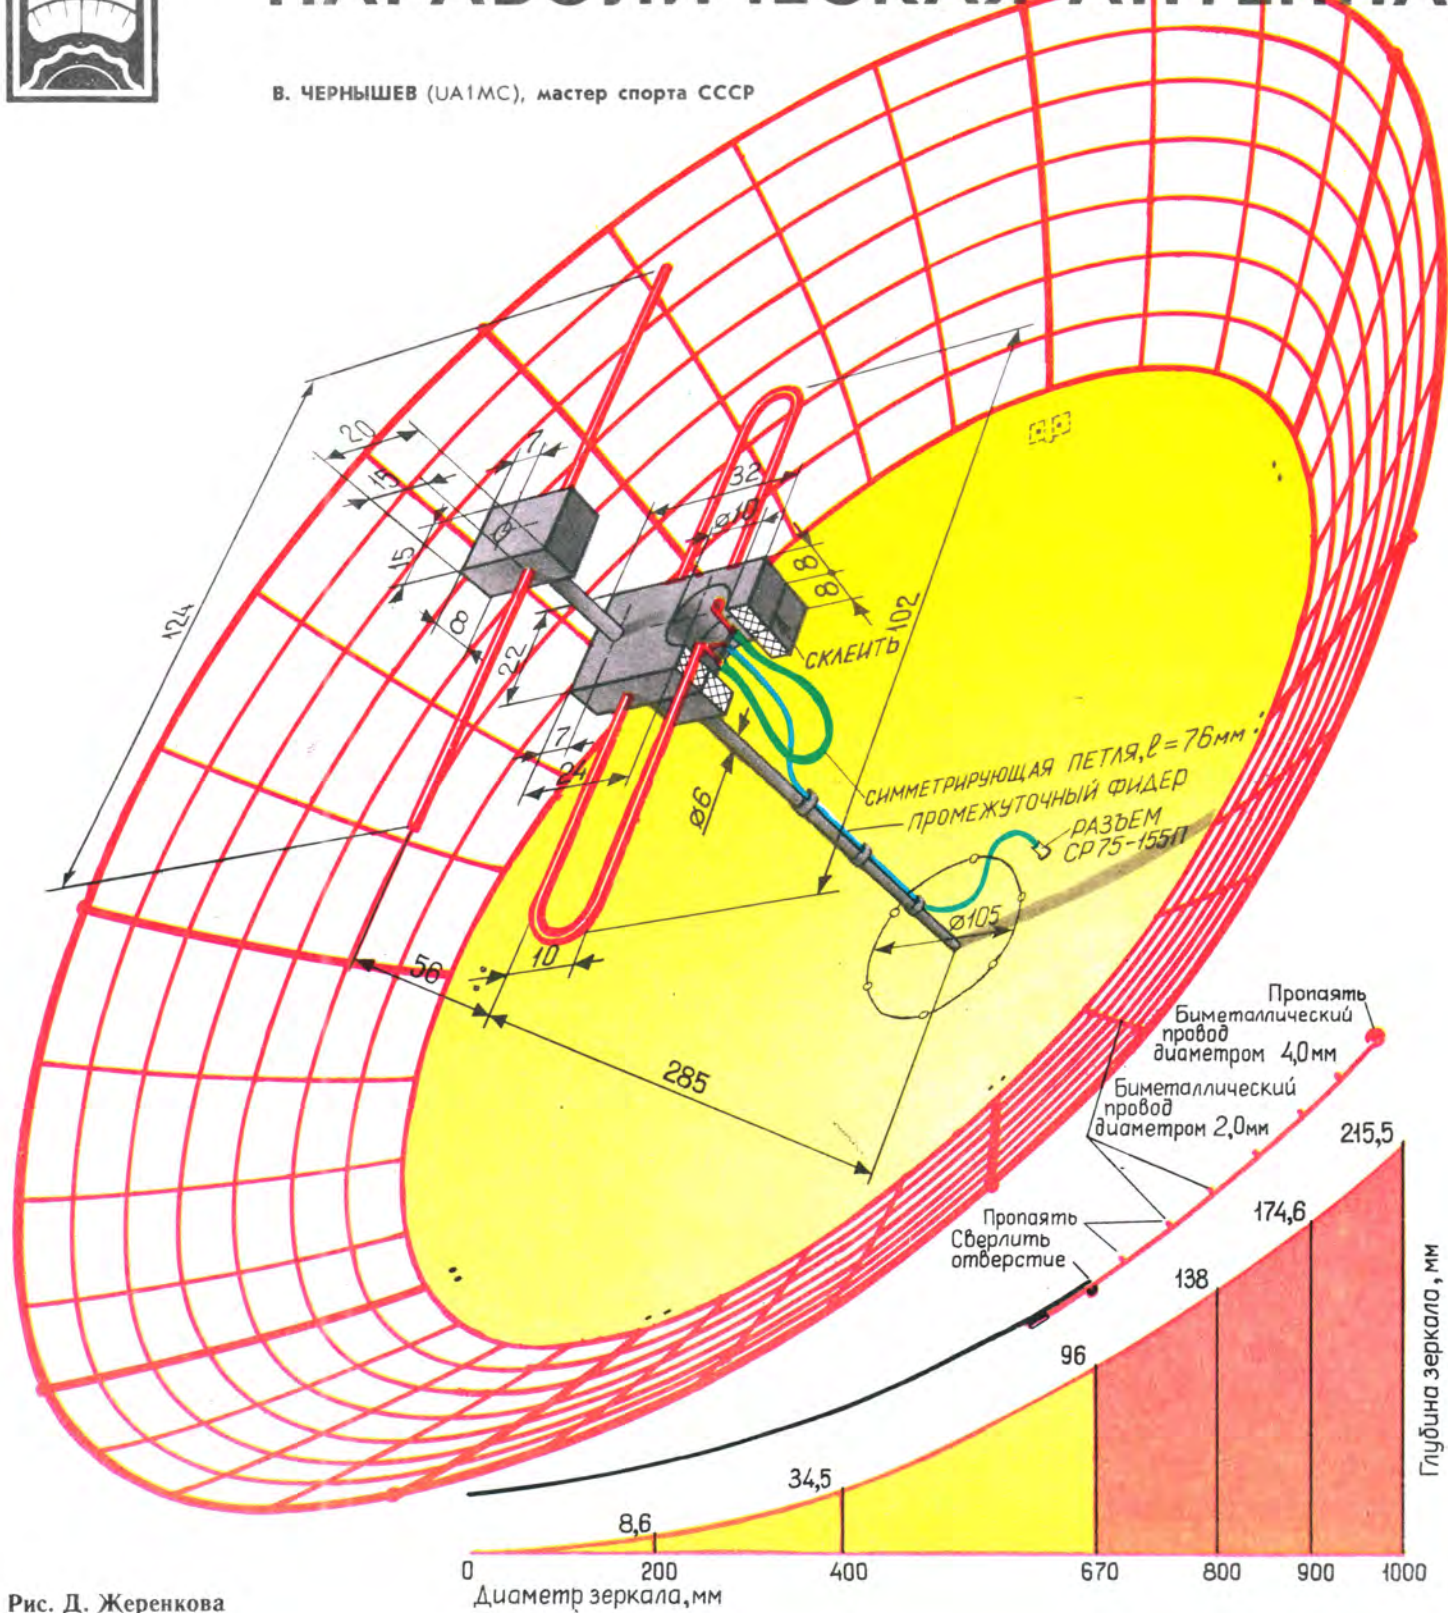 ПАРАБОЛИЧЕСКАЯ АНТЕННА
В. ЧЕРНЫШЕВ (UA1MC), мастер спорта СССР
20
7
15
32
ø10
15
8
8
124
8
102
22
СКЛЕИТЬ
7
24
ø6
СИММЕТРИРУЮЩАЯ ПЕТЛЯ, ℓ=76мм
ПРОМЕЖУТОЧНЫЙ ФИДЕР
РАЗЪЕМ
СР75-155П
ø105
56
10
285
Пропаять
Биметаллический
провод
диаметром 4,0мм
Биметаллический
провод
диаметром 2,0мм
215,5
174,6
Пропаять
Сверлить
отверстие
138
96
34,5
8,6
Глубина зеркала, мм
0
200
400
670
800
900
1000
Диаметр зеркала, мм
Рис. Д. Жеренкова